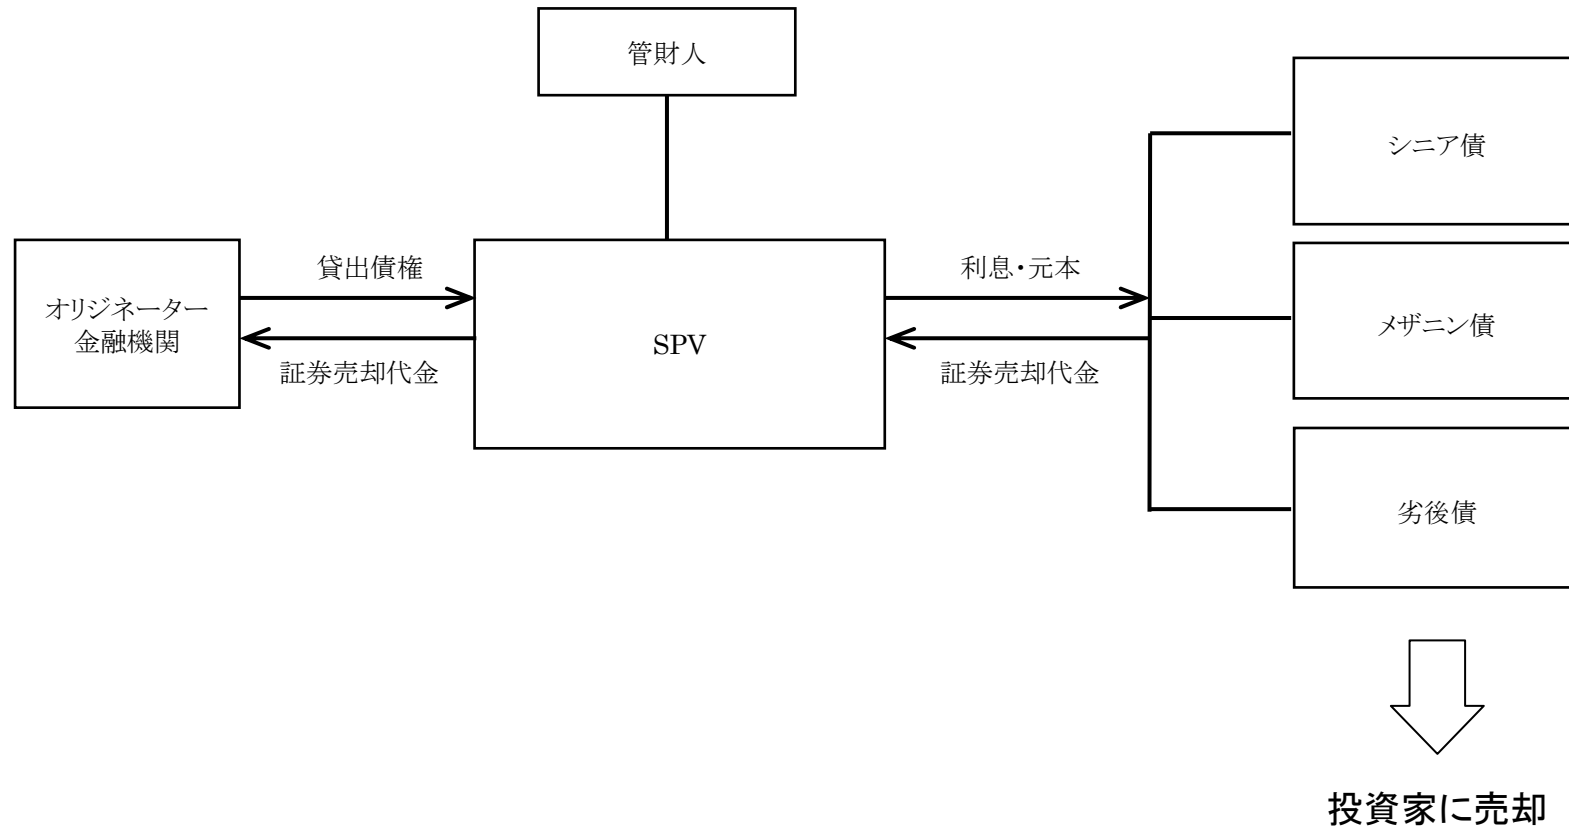 管財人
シニア債
貸出債権
利息・元本
オリジネーター
金融機関
SPV
メザニン債
証券売却代金
証券売却代金
劣後債
投資家に売却